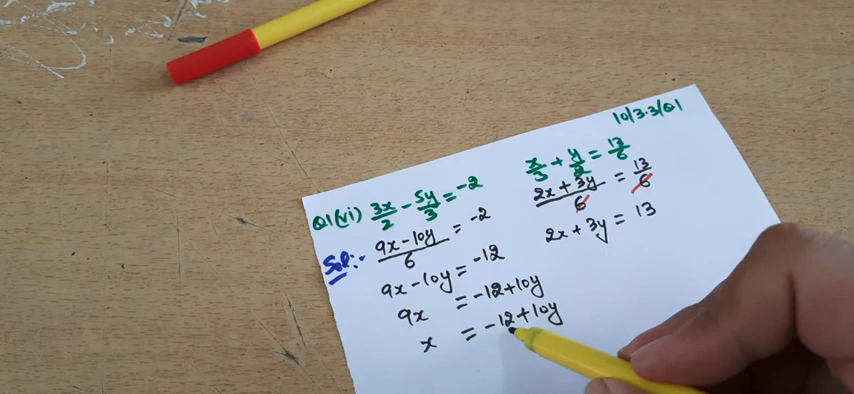 10/3.3/Q1
Q1(vi) 3x/2 - 5y/3 = -2
x/3 + y/2 = 13/6
Sol:-
9x - 10y/6 = -2
2x + 3y/6 = 13/6
9x - 10y = -12
2x + 3y = 13
9x = -12 + 10y
x = -12 + 10y